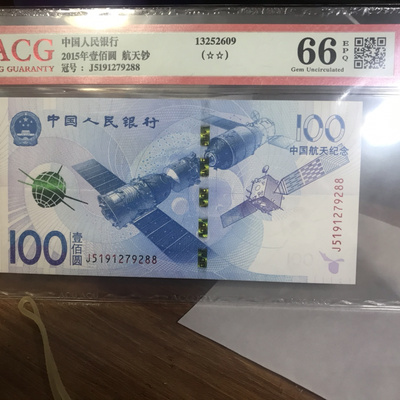 ACG
NG GUARANTY
中国人民银行
2015年壹佰圆 航天钞
冠号：J5191279288
13252609
(☆☆)
66 EPQ
Gem Uncirculated
中国人民银行
100
中国航天纪念
J5191279288
100 壹佰圆
J5191279288